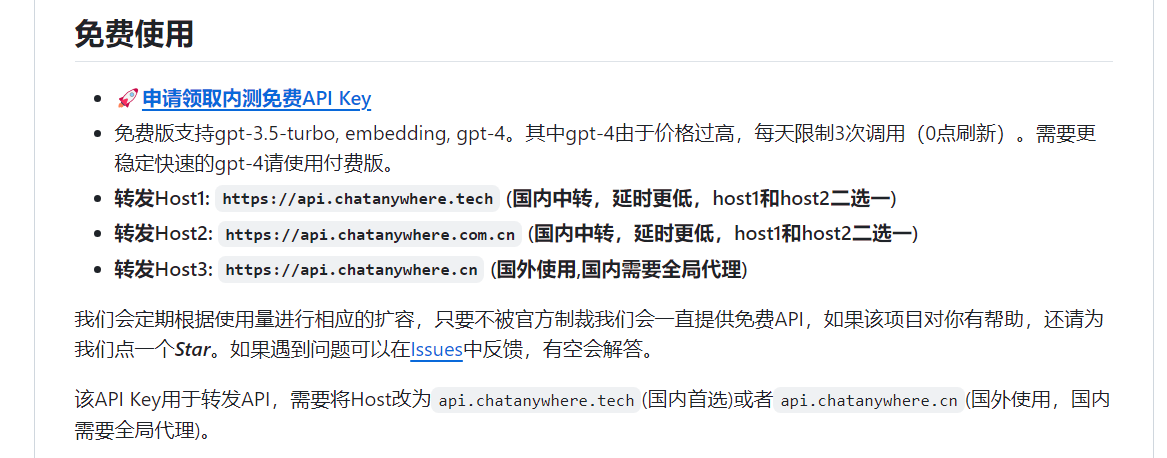 免费使用
🚀申请领取内测免费API Key
免费版支持gpt-3.5-turbo, embedding, gpt-4。其中gpt-4由于价格过高，每天限制3次调用（0点刷新）。需要更
稳定快速的gpt-4请使用付费版。
转发Host1: https://api.chatanywhere.tech (国内中转，延时更低，host1和host2二选一)
转发Host2: https://api.chatanywhere.com.cn (国内中转，延时更低，host1和host2二选一)
转发Host3: https://api.chatanywhere.cn (国外使用,国内需要全局代理)
我们会定期根据使用量进行相应的扩容，只要不被官方制裁我们会一直提供免费API，如果该项目对你有帮助，还请为
我们点一个Star。如果遇到问题可以在Issues中反馈，有空会解答。
该API Key用于转发API，需要将Host改为api.chatanywhere.tech(国内首选)或者api.chatanywhere.cn(国外使用，国内
需要全局代理)。